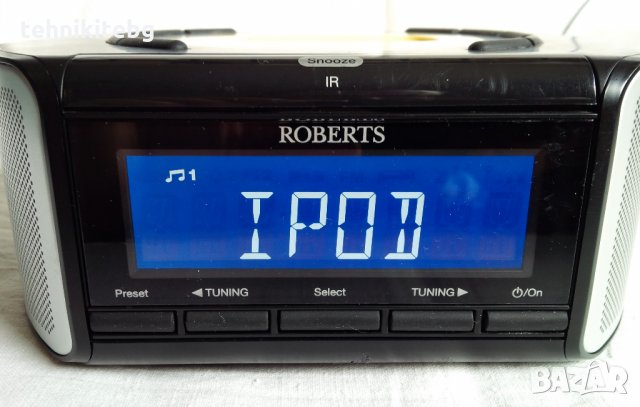 tehnikitebg
Snooze
IR
ROBERTS
1
IPOD
Preset ◀TUNING Select TUNING▶ ⏻/On
BAZAR